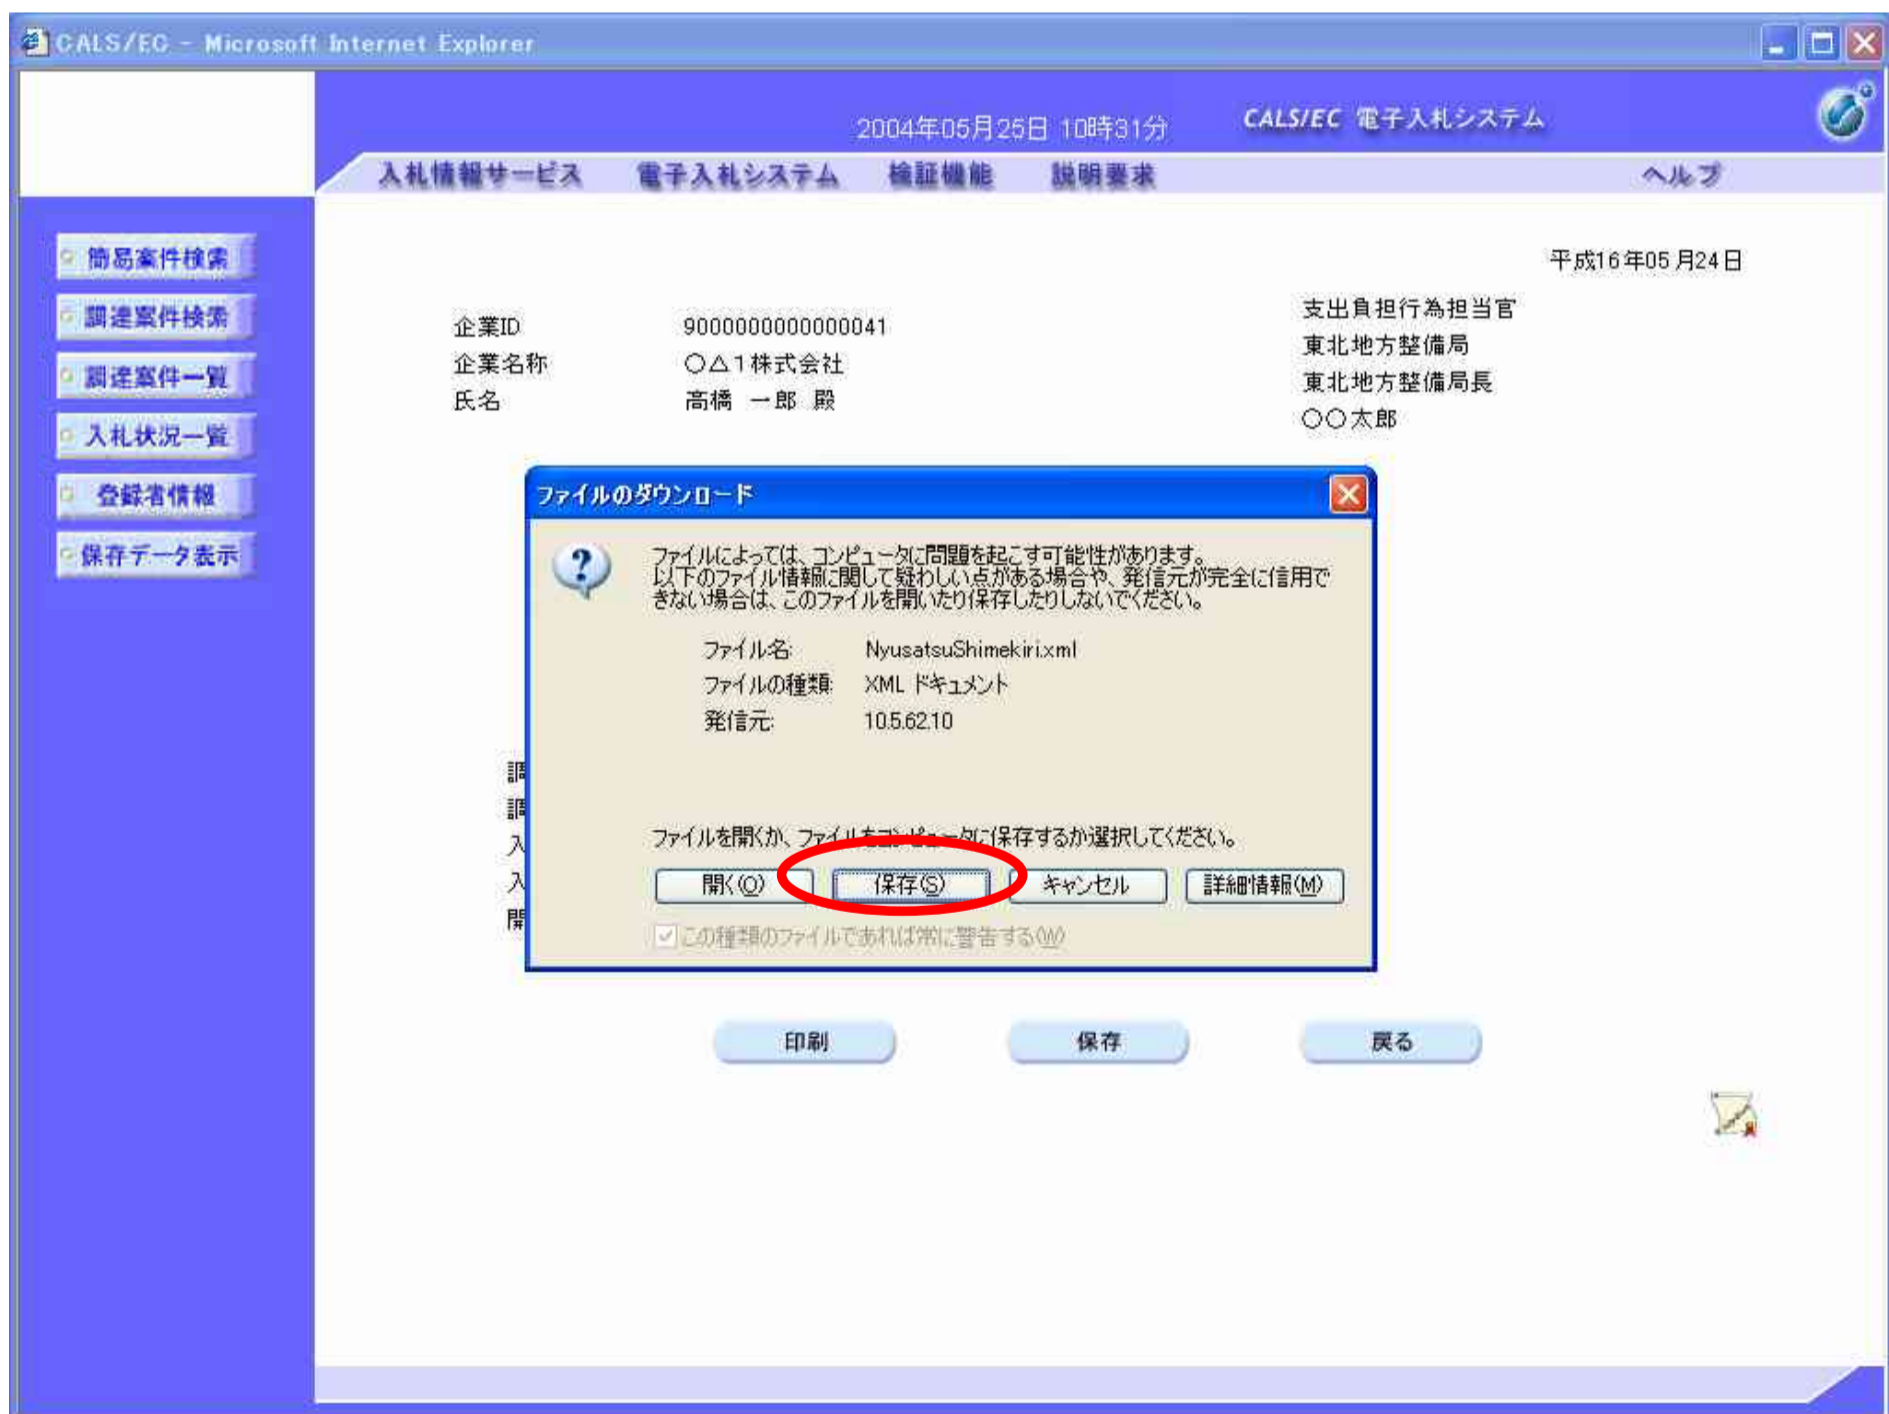 CALS/EC - Microsoft Internet Explorer
2004年05月25日 10時31分
CALS/EC 電子入札システム
入札情報サービス 電子入札システム 検証機能 説明要求 ヘルプ
簡易案件検索
調達案件検索
調達案件一覧
入札状況一覧
登録者情報
保存データ表示
平成16年05月24日
企業ID 9000000000000041
企業名称 〇△1株式会社
氏名 高橋 一郎 殿
支出負担行為担当官
東北地方整備局
東北地方整備局長
〇〇太郎
ファイルのダウンロード
ファイルによっては、コンピュータに問題を起こす可能性があります。
以下のファイル情報に関して疑わしい点がある場合や、発信元が完全に信用で
きない場合は、このファイルを開いたり保存したりしないでください。
ファイル名: NyusatsuShimekiri.xml
ファイルの種類: XML ドキュメント
発信元: 10.5.62.10
調
調
入
入
開
ファイルを開くか、ファイルをコンピュータに保存するか選択してください。
開く(O) 保存(S) キャンセル 詳細情報(M)
この種類のファイルであれば常に警告する(W)
印刷 保存 戻る